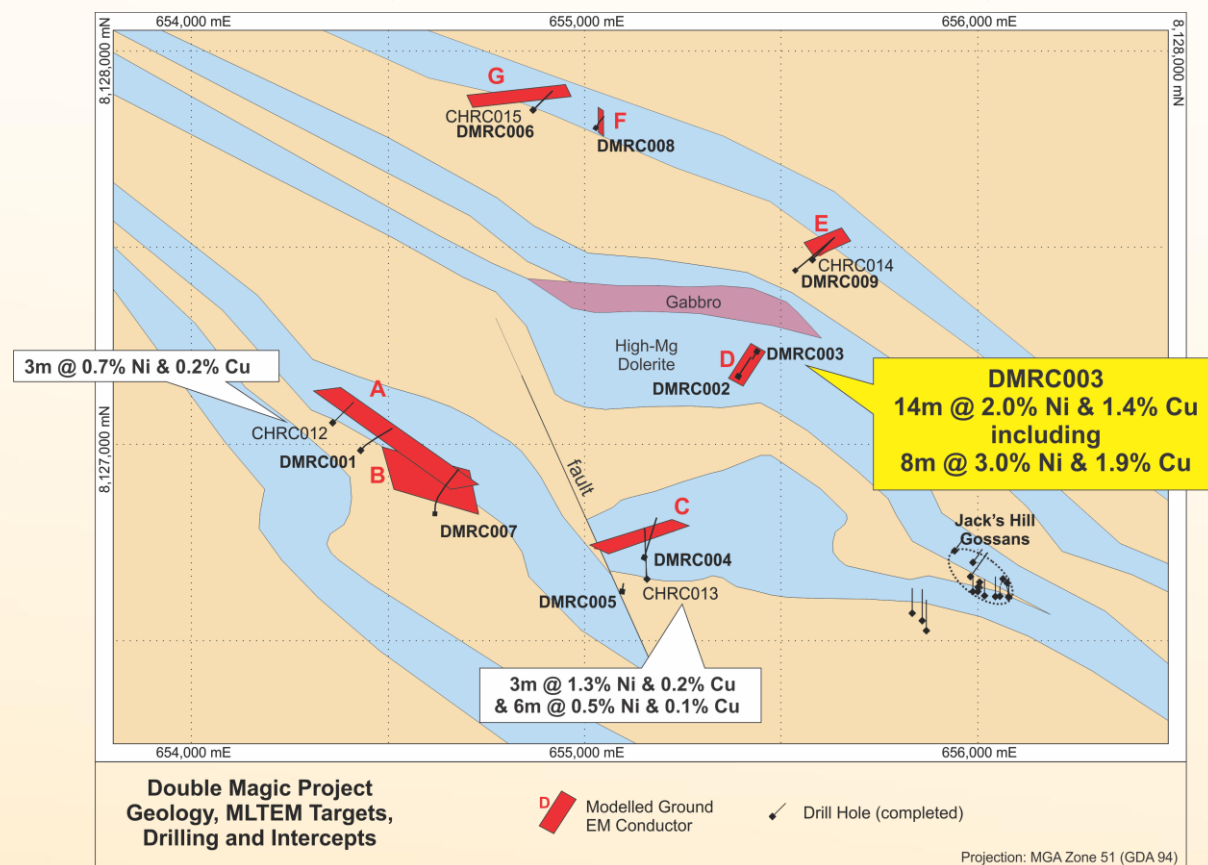 654,000 mE
655,000 mE
656,000 mE
8,128,000 mN
8,128,000 mN
G
CHRC015
DMRC006
F
DMRC008
E
CHRC014
DMRC009
Gabbro
High-Mg
Dolerite
D
DMRC003
DMRC002
3m @ 0.7% Ni & 0.2% Cu
A
CHRC012
DMRC001
8,127,000 mN
B
DMRC007
fault
DMRC003
14m @ 2.0% Ni & 1.4% Cu
including
8m @ 3.0% Ni & 1.9% Cu
C
DMRC004
DMRC005
CHRC013
Jack's Hill
Gossans
3m @ 1.3% Ni & 0.2% Cu
& 6m @ 0.5% Ni & 0.1% Cu
654,000 mE
655,000 mE
656,000 mE
Double Magic Project
Geology, MLTEM Targets,
Drilling and Intercepts
D
Modelled Ground
EM Conductor
Drill Hole (completed)
Projection: MGA Zone 51 (GDA 94)